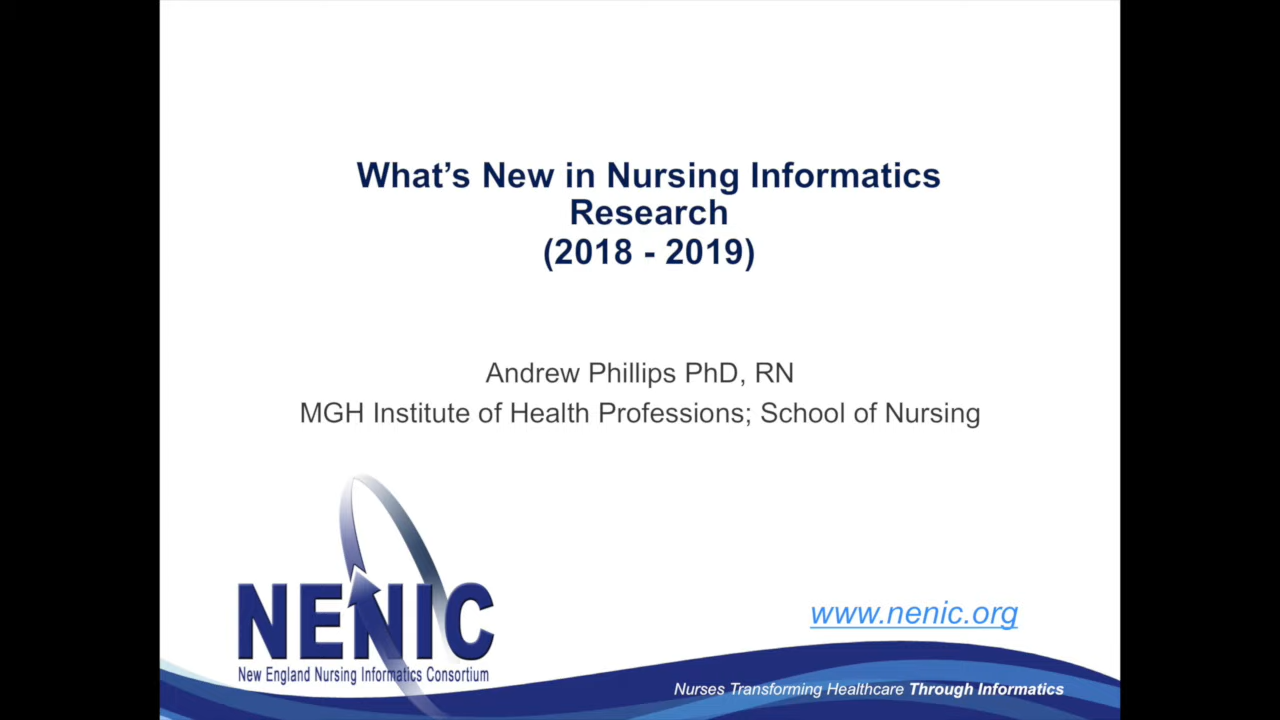 What’s New in Nursing Informatics
Research
(2018 - 2019)
Andrew Phillips PhD, RN
MGH Institute of Health Professions; School of Nursing
NENIC
New England Nursing Informatics Consortium
www.nenic.org
Nurses Transforming Healthcare Through Informatics